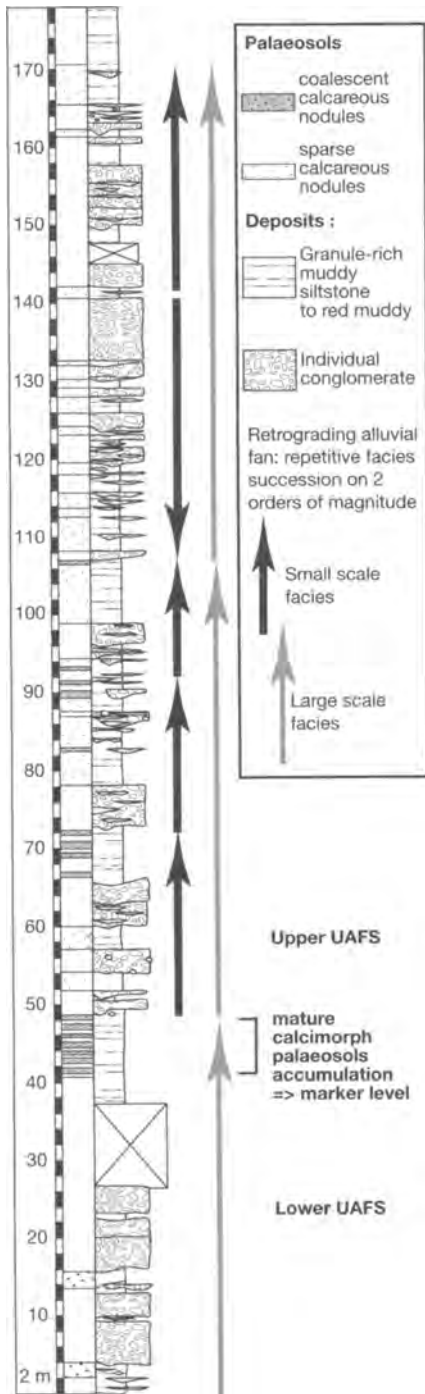 170
160
150
140
130
120
110
100
90
80
70
60
50
40
30
20
10
2 m
Palaeosols
coalescent
calcareous
nodules
sparse
calcareous
nodules
Deposits :
Granule-rich
muddy
siltstone
to red muddy
Individual
conglomerate
Retrograding alluvial
fan: repetitive facies
succession on 2
orders of magnitude
Small scale
facies
Large scale
facies
Upper UAFS
mature
calcimorph
palaeosols
accumulation
=> marker level
Lower UAFS